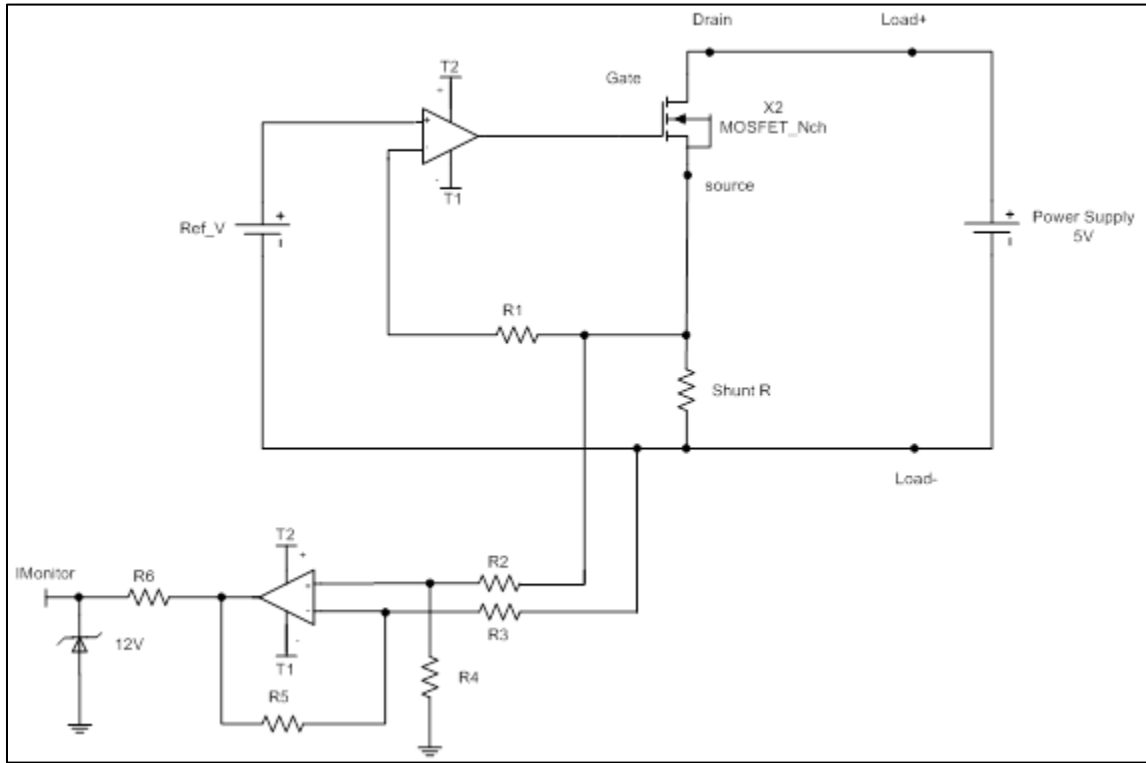 Drain
Load+
T2
+
Gate
X2
MOSFET_Nch
+
-
-
T1
source
Ref_V
+
Power Supply
5V
+
R1
Shunt R
Load-
T2
+
IMonitor
R6
R2
+
-
R3
12V
-
T1
R4
R5